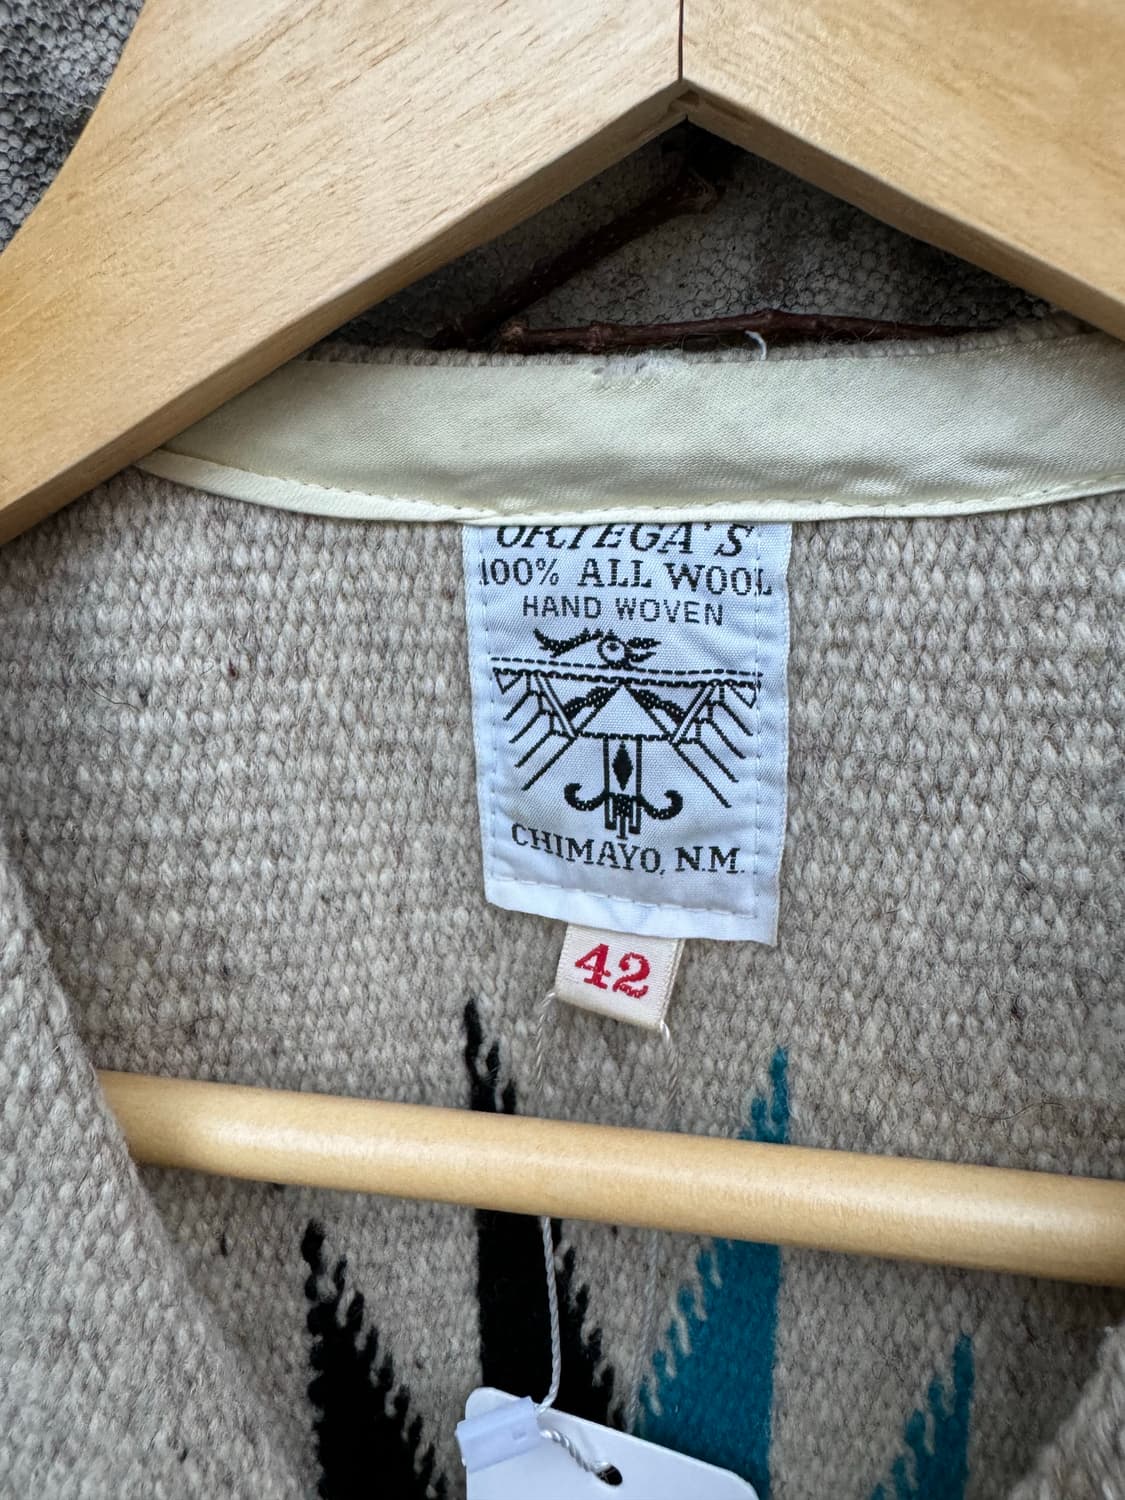 ORTEGA'S
100% ALL WOOL
HAND WOVEN
CHIMAYO, N.M.
42